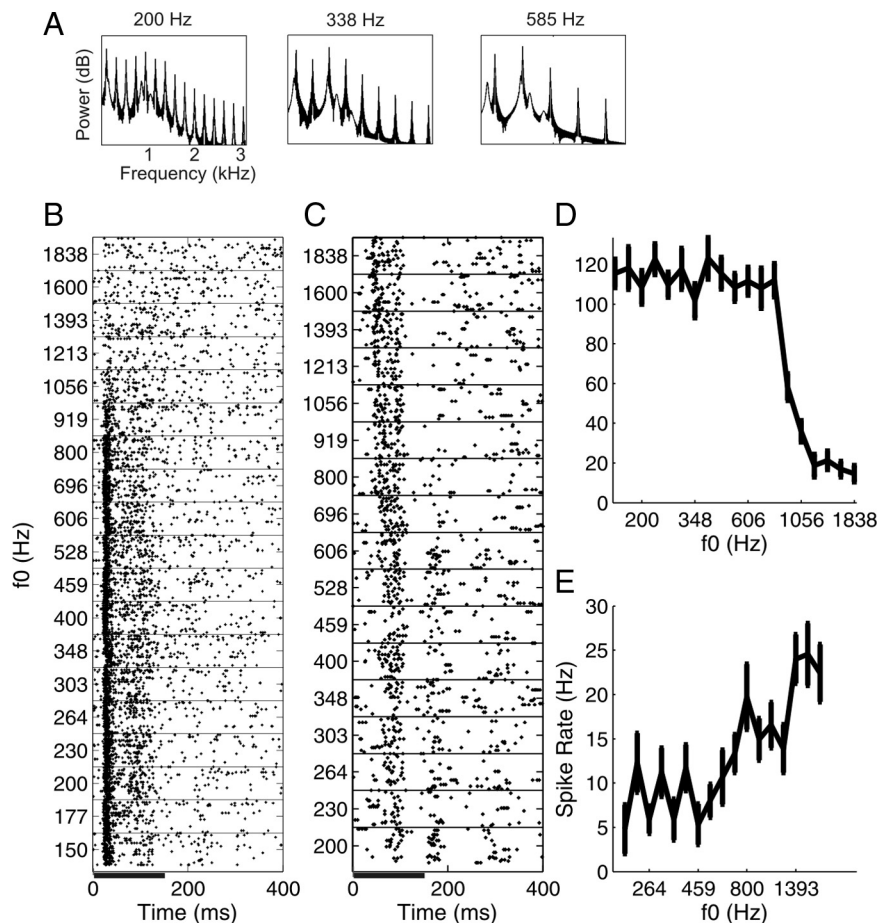 A
200 Hz
338 Hz
585 Hz
Power (dB)
1 2 3
Frequency (kHz)
B
f0 (Hz)
1838
1600
1393
1213
1056
919
800
696
606
528
459
400
348
303
264
230
200
177
150
0 200 400
Time (ms)
C
1838
1600
1393
1213
1056
919
800
696
606
528
459
400
348
303
264
230
200
0 200 400
Time (ms)
D
120
100
80
60
40
20
0
200 348 606 1056 1838
f0 (Hz)
E
Spike Rate (Hz)
30
25
20
15
10
5
0
264 459 800 1393
f0 (Hz)